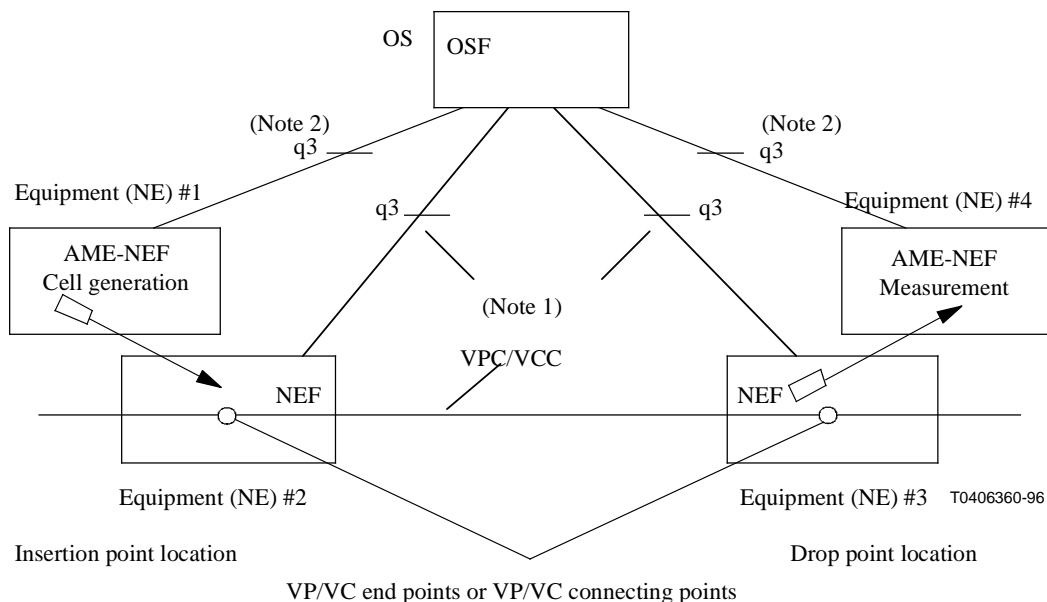 OS
OSF
(Note 2)
(Note 2)
q3
q3
Equipment (NE) #1
q3
q3
Equipment (NE) #4
AME-NEF
Cell generation
AME-NEF
Measurement
(Note 1)
VPC/VCC
NEF
NEF
Equipment (NE) #2
Equipment (NE) #3
T0406360-96
Insertion point location
Drop point location
VP/VC end points or VP/VC connecting points